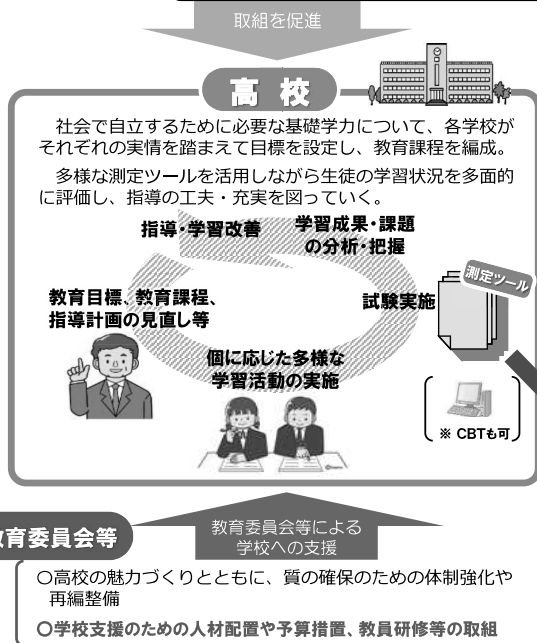 取組を促進
高 校
社会で自立するために必要な基礎学力について、各学校が
それぞれの実情を踏まえて目標を設定し、教育課程を編成。
多様な測定ツールを活用しながら生徒の学習状況を多面的
に評価し、指導の工夫・充実を図っていく。
指導・学習改善
学習成果・課題
の分析・把握
測定ツール
教育目標、教育課程、
指導計画の見直し等
試験実施
個に応じた多様な
学習活動の実施
※ CBTも可
教育委員会等による
学校への支援
育委員会等
〇高校の魅力づくりとともに、質の確保のための体制強化や
再編整備
〇学校支援のための人材配置や予算措置、教員研修等の取組